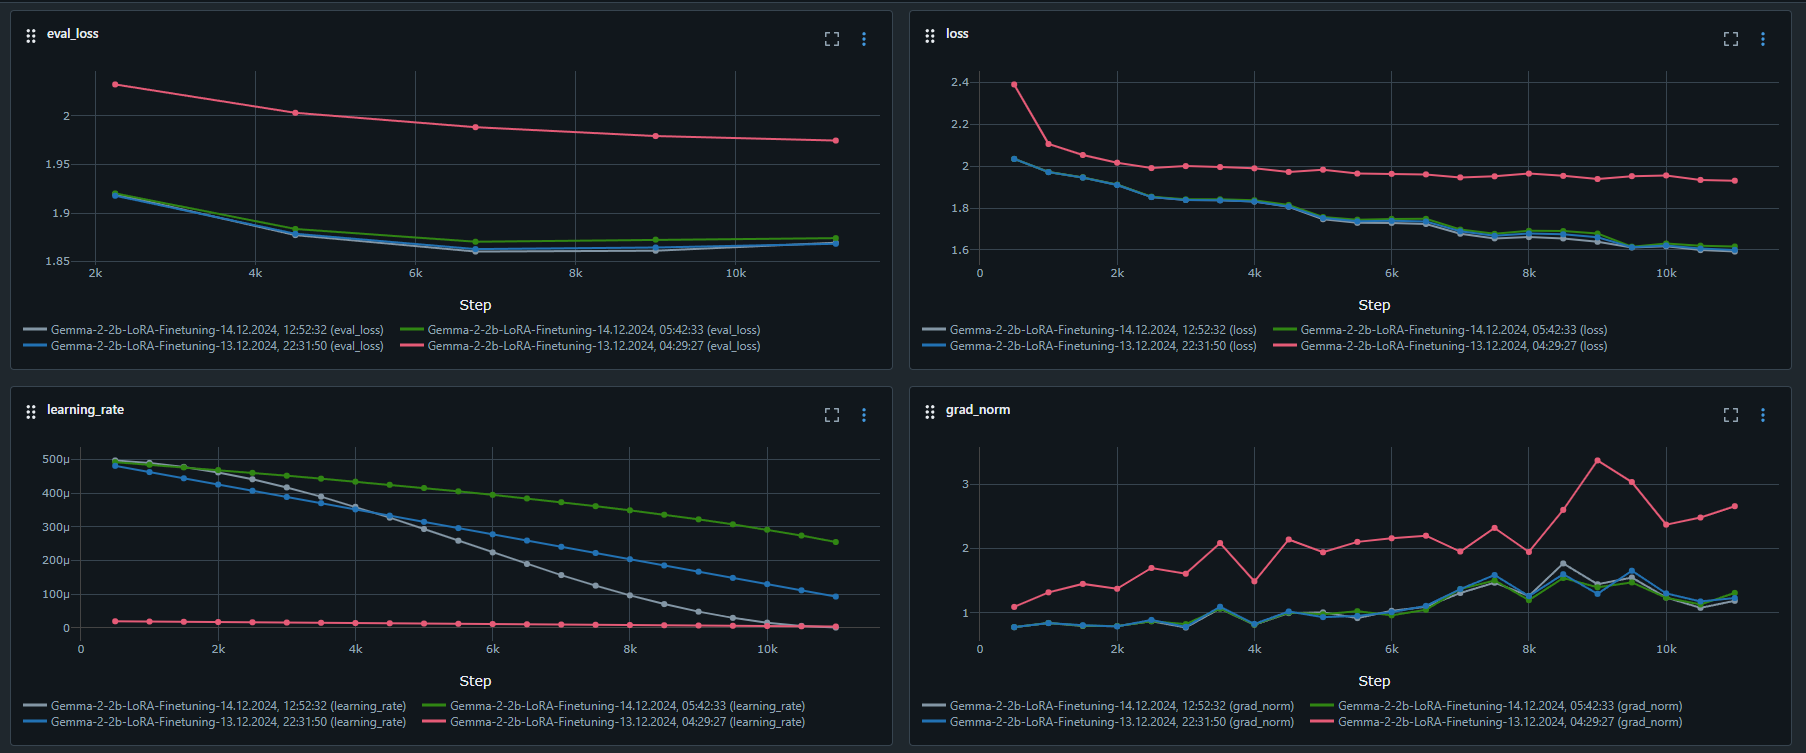 eval_loss
2
1.95
1.9
1.85
2k 4k 6k 8k 10k
Step
Gemma-2-2b-LoRA-Finetuning-14.12.2024, 12:52:32 (eval_loss) Gemma-2-2b-LoRA-Finetuning-14.12.2024, 05:42:33 (eval_loss)
Gemma-2-2b-LoRA-Finetuning-13.12.2024, 22:31:50 (eval_loss) Gemma-2-2b-LoRA-Finetuning-13.12.2024, 04:29:27 (eval_loss)
loss
2.4
2.2
2
1.8
1.6
0 2k 4k 6k 8k 10k
Step
Gemma-2-2b-LoRA-Finetuning-14.12.2024, 12:52:32 (loss) Gemma-2-2b-LoRA-Finetuning-14.12.2024, 05:42:33 (loss)
Gemma-2-2b-LoRA-Finetuning-13.12.2024, 22:31:50 (loss) Gemma-2-2b-LoRA-Finetuning-13.12.2024, 04:29:27 (loss)
learning_rate
500μ
400μ
300μ
200μ
100μ
0
0 2k 4k 6k 8k 10k
Step
Gemma-2-2b-LoRA-Finetuning-14.12.2024, 12:52:32 (learning_rate) Gemma-2-2b-LoRA-Finetuning-14.12.2024, 05:42:33 (learning_rate)
Gemma-2-2b-LoRA-Finetuning-13.12.2024, 22:31:50 (learning_rate) Gemma-2-2b-LoRA-Finetuning-13.12.2024, 04:29:27 (learning_rate)
grad_norm
3
2
1
0 2k 4k 6k 8k 10k
Step
Gemma-2-2b-LoRA-Finetuning-14.12.2024, 12:52:32 (grad_norm) Gemma-2-2b-LoRA-Finetuning-14.12.2024, 05:42:33 (grad_norm)
Gemma-2-2b-LoRA-Finetuning-13.12.2024, 22:31:50 (grad_norm) Gemma-2-2b-LoRA-Finetuning-13.12.2024, 04:29:27 (grad_norm)